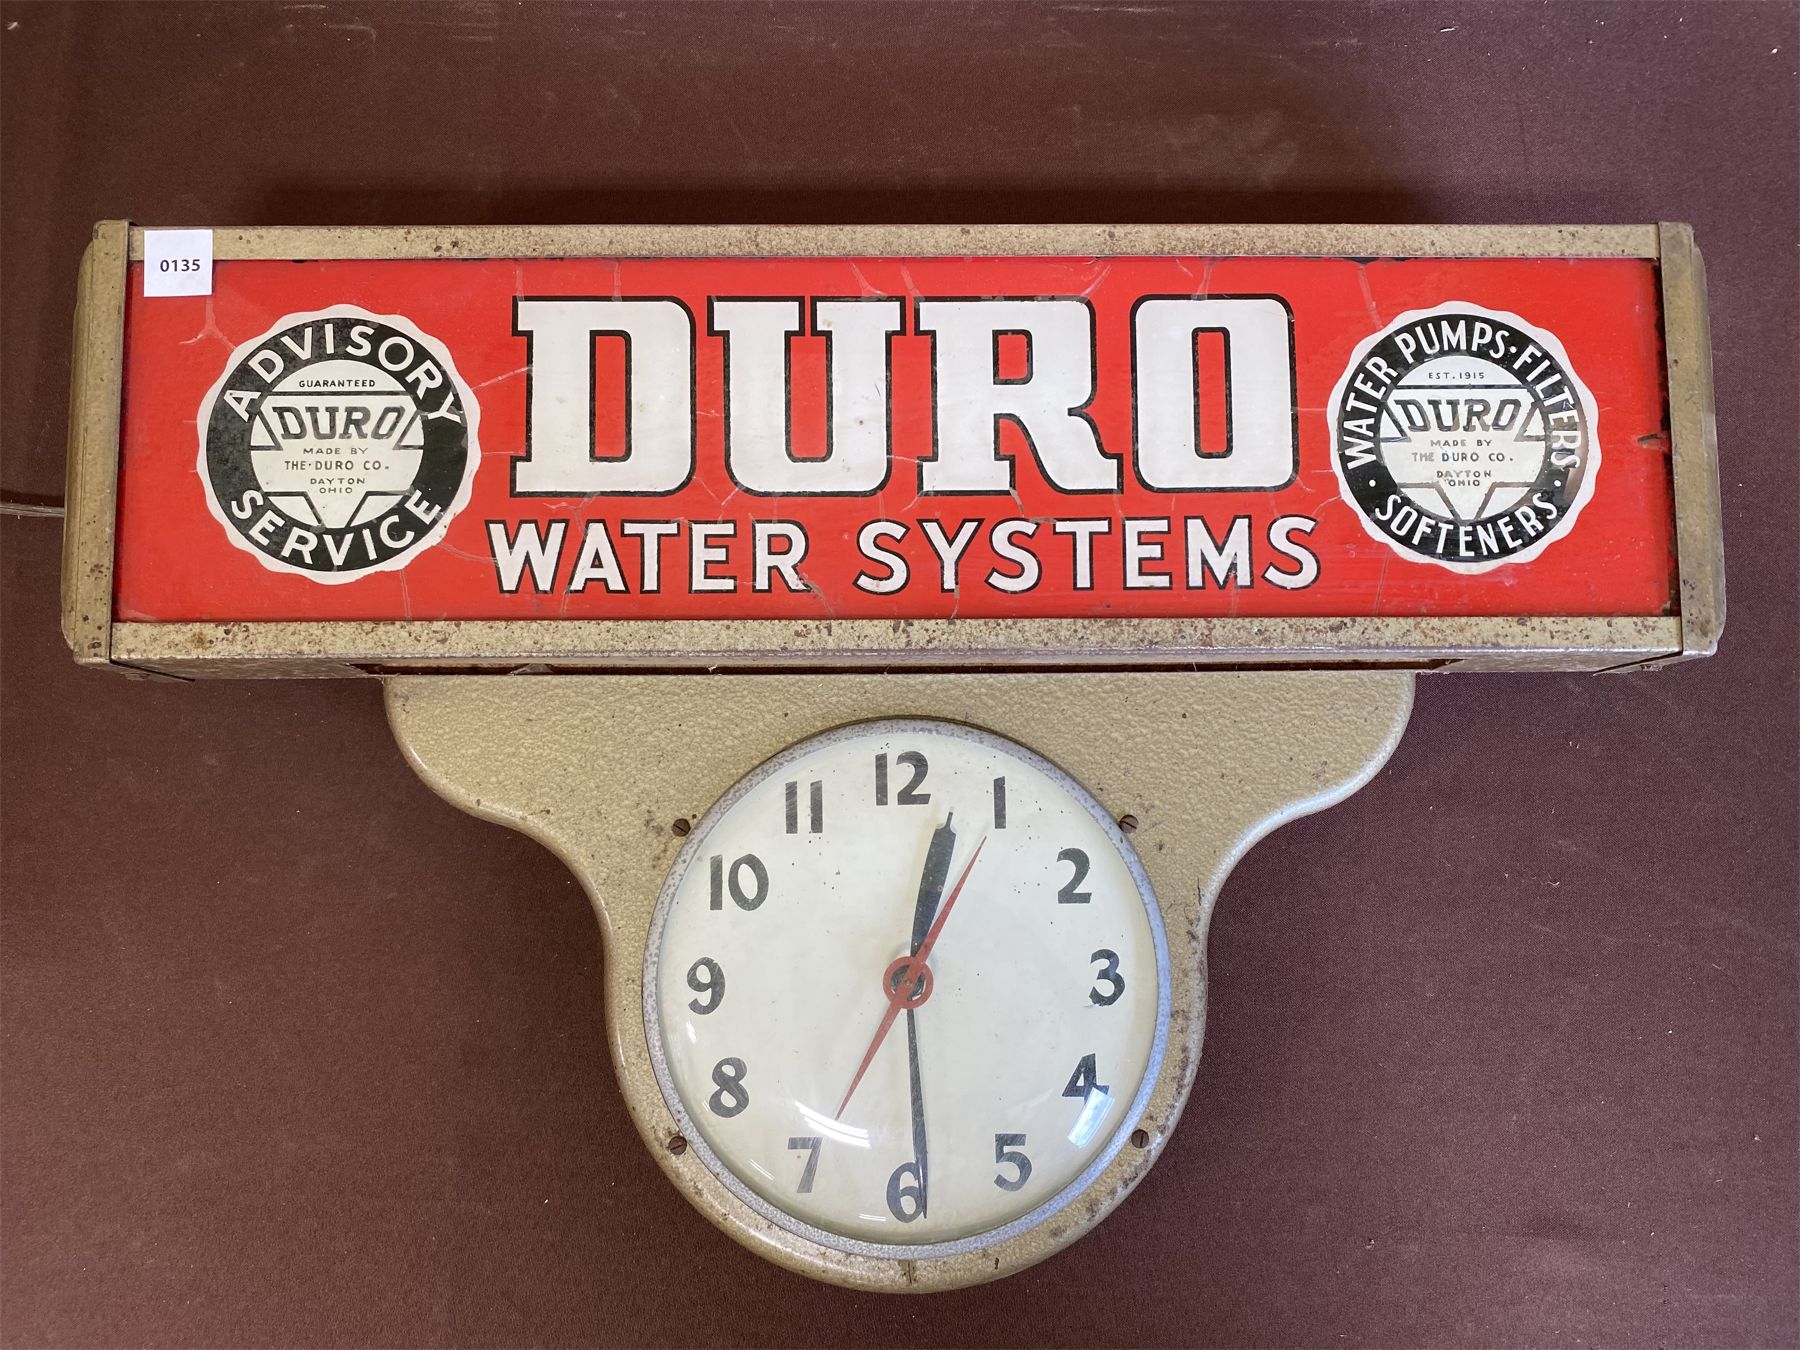 0135
ADVISORY
GUARANTEED
DURO
MADE BY
THE·DURO CO.
DAYTON
OHIO
SERVICE
DURO
WATER SYSTEMS
WATER PUMPS·FILTERS·
EST. 1915
DURO
MADE BY
THE DURO CO.
DAYTON
OHIO
·SOFTENERS·
12
1
2
3
4
5
6
7
8
9
10
11